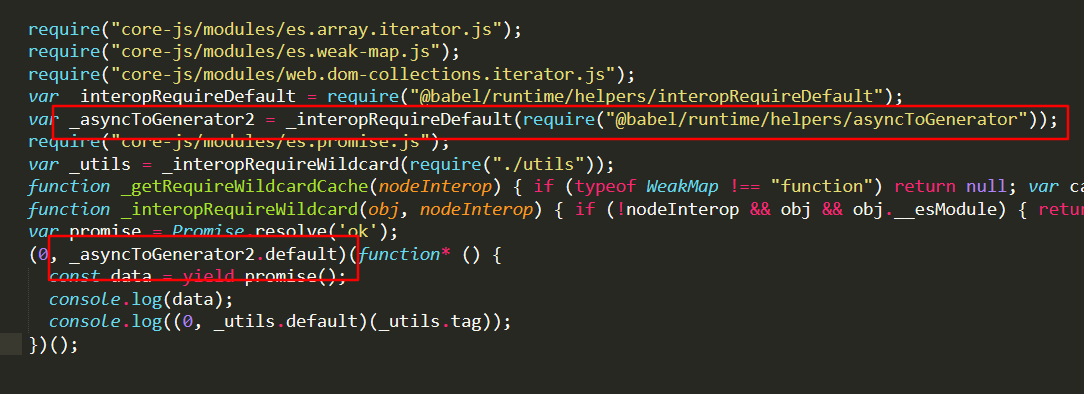 require("core-js/modules/es.array.iterator.js");
require("core-js/modules/es.weak-map.js");
require("core-js/modules/web.dom-collections.iterator.js");
var _interopRequireDefault = require("@babel/runtime/helpers/interopRequireDefault");
var _asyncToGenerator2 = _interopRequireDefault(require("@babel/runtime/helpers/asyncToGenerator"));
require("core-js/modules/es.promise.js");
var _utils = _interopRequireWildcard(require("./utils"));
function _getRequireWildcardCache(nodeInterop) { if (typeof WeakMap !== "function") return null; var ca
function _interopRequireWildcard(obj, nodeInterop) { if (!nodeInterop && obj && obj.__esModule) { retur
var promise = Promise.resolve('ok');
(0, _asyncToGenerator2.default)(function* () {
  const data = yield promise();
  console.log(data);
  console.log((0, _utils.default)(_utils.tag));
})();